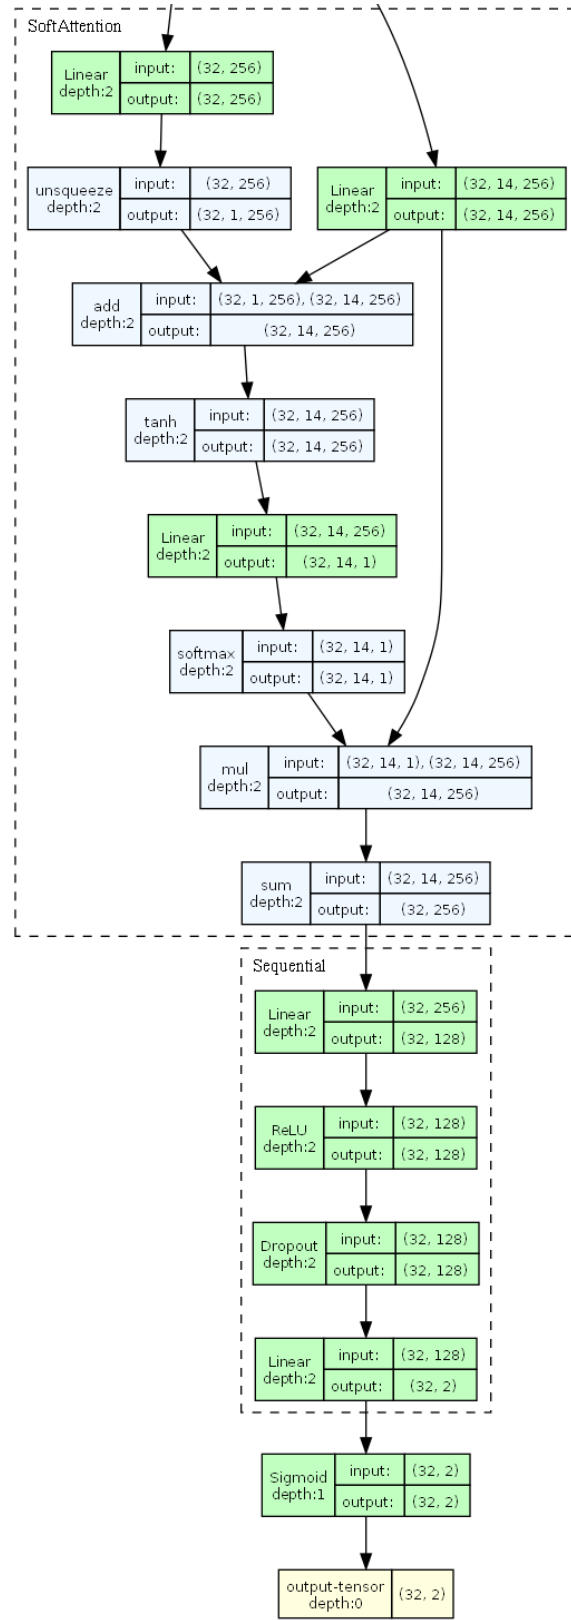 SoftAttention
Linear
depth:2
input:
(32, 256)
output:
(32, 256)
unsqueeze
depth:2
input:
(32, 256)
output:
(32, 1, 256)
Linear
depth:2
input:
(32, 14, 256)
output:
(32, 14, 256)
add
depth:2
input:
(32, 1, 256), (32, 14, 256)
output:
(32, 14, 256)
tanh
depth:2
input:
(32, 14, 256)
output:
(32, 14, 256)
Linear
depth:2
input:
(32, 14, 256)
output:
(32, 14, 1)
softmax
depth:2
input:
(32, 14, 1)
output:
(32, 14, 1)
mul
depth:2
input:
(32, 14, 1), (32, 14, 256)
output:
(32, 14, 256)
sum
depth:2
input:
(32, 14, 256)
output:
(32, 256)
Sequential
Linear
depth:2
input:
(32, 256)
output:
(32, 128)
ReLU
depth:2
input:
(32, 128)
output:
(32, 128)
Dropout
depth:2
input:
(32, 128)
output:
(32, 128)
Linear
depth:2
input:
(32, 128)
output:
(32, 2)
Sigmoid
depth:1
input:
(32, 2)
output:
(32, 2)
output-tensor
depth:0
(32, 2)